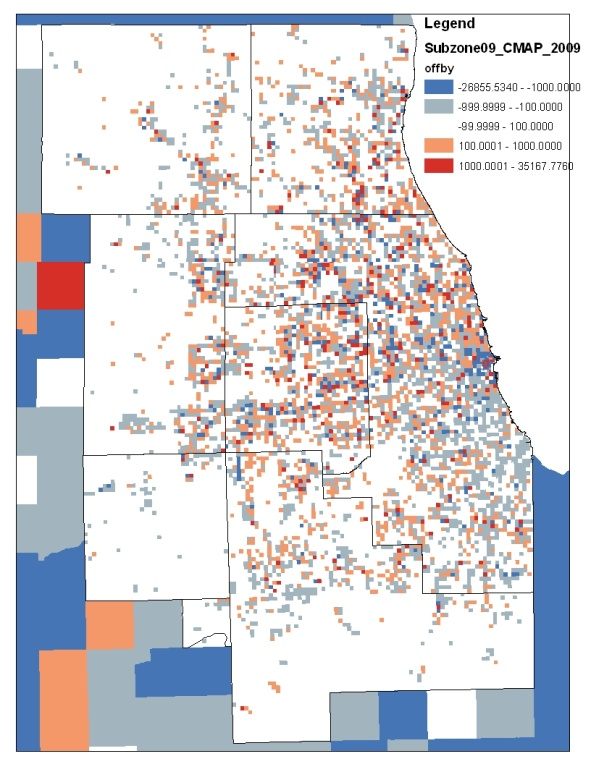 Legend
Subzone09_CMAP_2009
offby
-26855.5340 - -1000.0000
-999.9999 - -100.0000
-99.9999 - 100.0000
100.0001 - 1000.0000
1000.0001 - 35167.7760